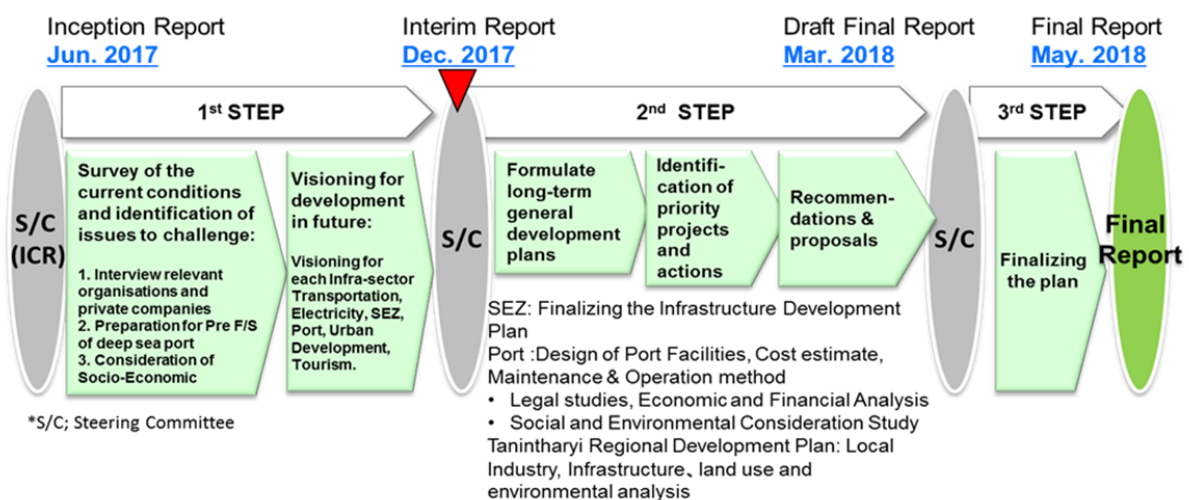 Inception Report
Jun. 2017
Interim Report
Dec. 2017
Draft Final Report
Mar. 2018
Final Report
May. 2018
1st STEP
2nd STEP
3rd STEP
S/C
(ICR)
Survey of the
current conditions
and identification of
issues to challenge:
1. Interview relevant
organisations and
private companies
2. Preparation for Pre F/S
of deep sea port
3. Consideration of
Socio-Economic
Visioning for
development
in future:
Visioning for
each Infra-sector
Transportation,
Electricity, SEZ,
Port, Urban
Development,
Tourism.
S/C
Formulate
long-term
general
development
plans
Identifi-
cation of
priority
projects
and
actions
Recommen-
dations &
proposals
S/C
Finalizing
the plan
Final
Report
SEZ: Finalizing the Infrastructure Development
Plan
Port :Design of Port Facilities, Cost estimate,
Maintenance & Operation method
• Legal studies, Economic and Financial Analysis
• Social and Environmental Consideration Study
Tanintharyi Regional Development Plan: Local
Industry, Infrastructure、land use and
environmental analysis
*S/C; Steering Committee